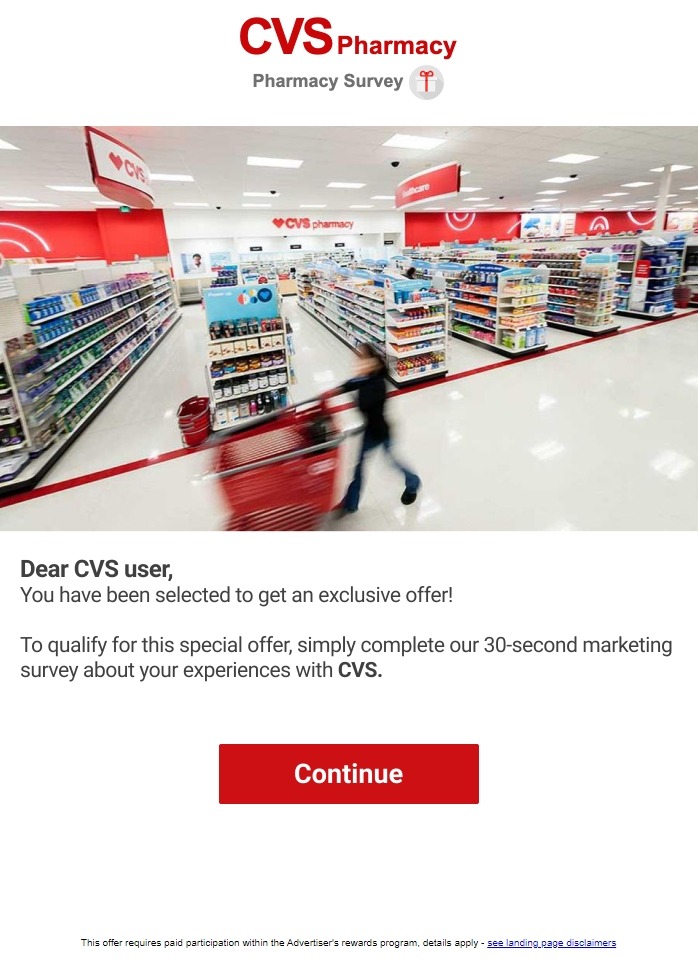 CVS Pharmacy
Pharmacy Survey
CVS
Healthcare
CVS pharmacy
Dear CVS user,
You have been selected to get an exclusive offer!
To qualify for this special offer, simply complete our 30-second marketing
survey about your experiences with CVS.
Continue
This offer requires paid participation within the Advertiser's rewards program, details apply - see landing page disclaimers